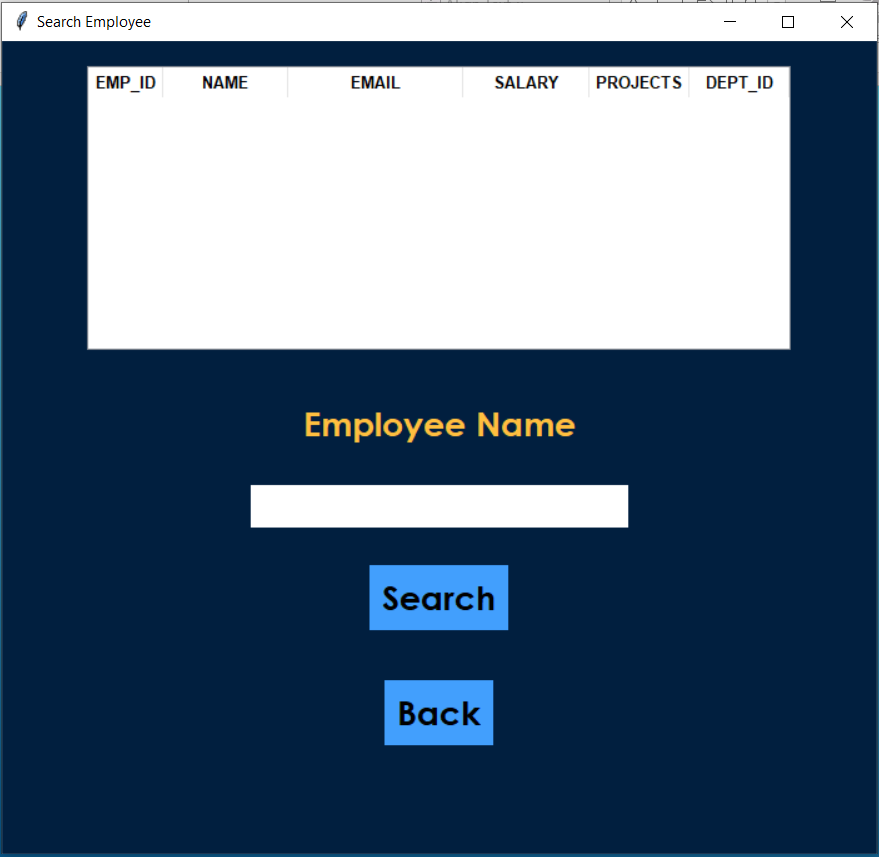 Search Employee
EMP_ID NAME EMAIL SALARY PROJECTS DEPT_ID
Employee Name
Search
Back